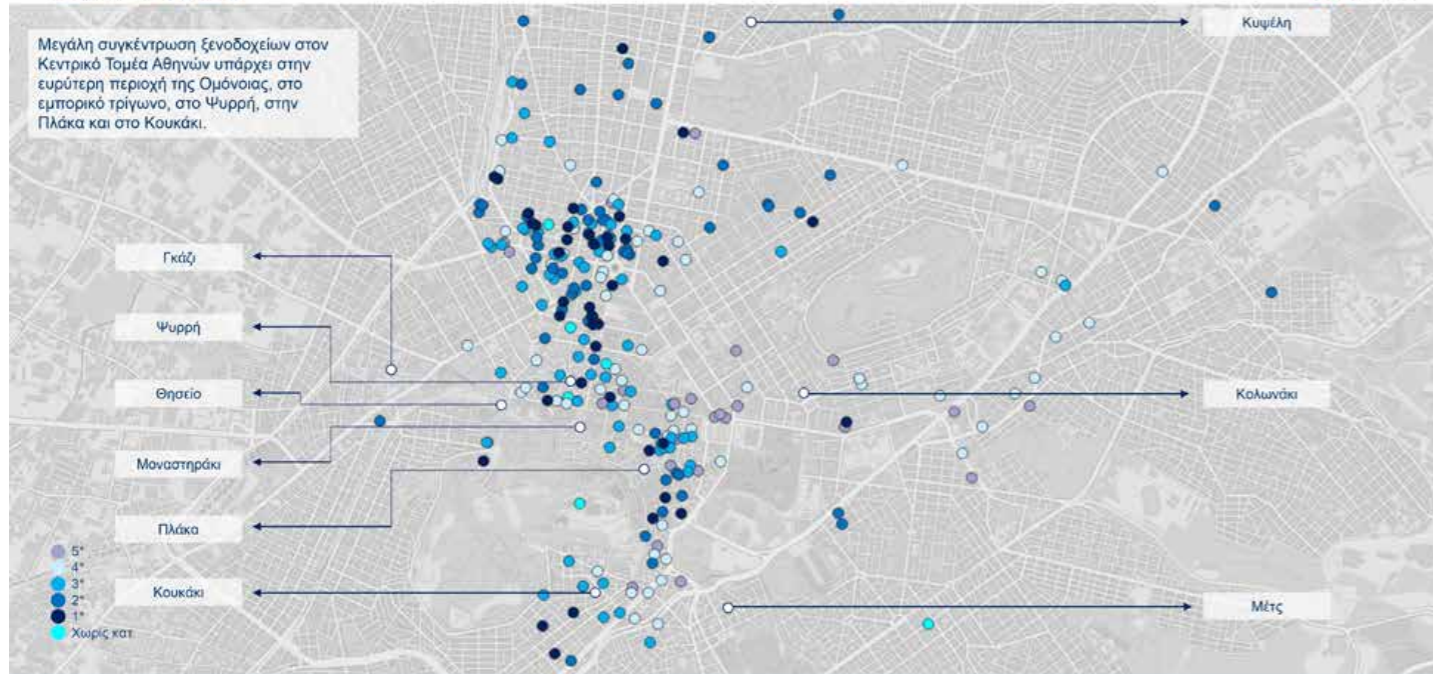 Μεγάλη συγκέντρωση ξενοδοχείων στον
Κεντρικό Τομέα Αθηνών υπάρχει στην
ευρύτερη περιοχή της Ομόνοιας, στο
εμπορικό τρίγωνο, στο Ψυρρή, στην
Πλάκα και στο Κουκάκι.
Κυψέλη
Γκάζι
Ψυρρή
Θησείο
Κολωνάκι
Μοναστηράκι
Πλάκα
5*
4*
3*
2*
1*
Χωρίς κατ
Κουκάκι
Μέτς